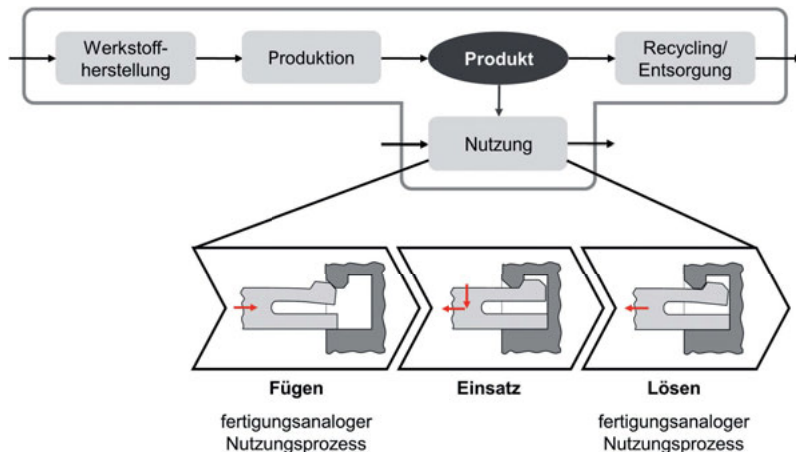 Werkstoff-
herstellung
Produktion
Produkt
Recycling/
Entsorgung
Nutzung
Fügen
Einsatz
Lösen
fertigungsanaloger
Nutzungsprozess
fertigungsanaloger
Nutzungsprozess